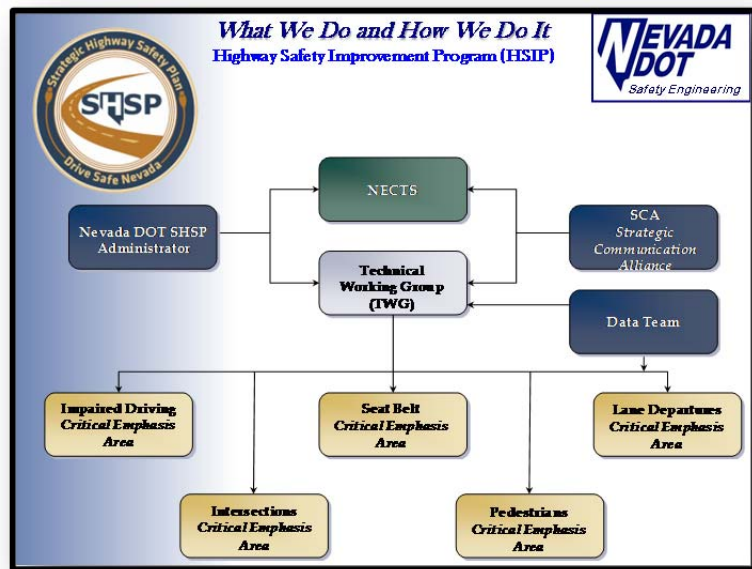 What We Do and How We Do It
Highway Safety Improvement Program (HSIP)
Strategic Highway Safety Plan
SHSP
Drive Safe Nevada
NEVADA
DOT
Safety Engineering
NECTS
Nevada DOT SHSP
Administrator
SCA
Strategic
Communication
Alliance
Technical
Working Group
(TWG)
Data Team
Impaired Driving
Critical Emphasis
Area
Seat Belt
Critical Emphasis
Area
Lane Departures
Critical Emphasis
Area
Intersections
Critical Emphasis
Area
Pedestrians
Critical Emphasis
Area